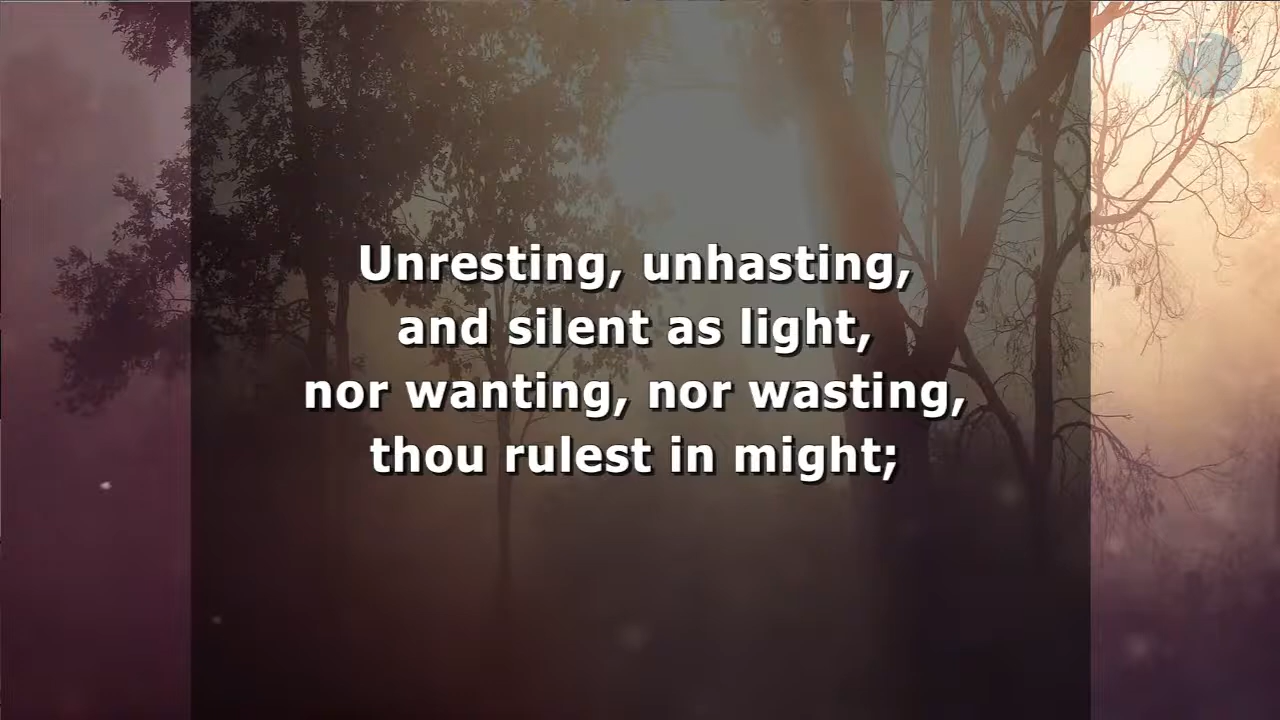 Unresting, unhasting,
and silent as light,
nor wanting, nor wasting,
thou rulest in might;